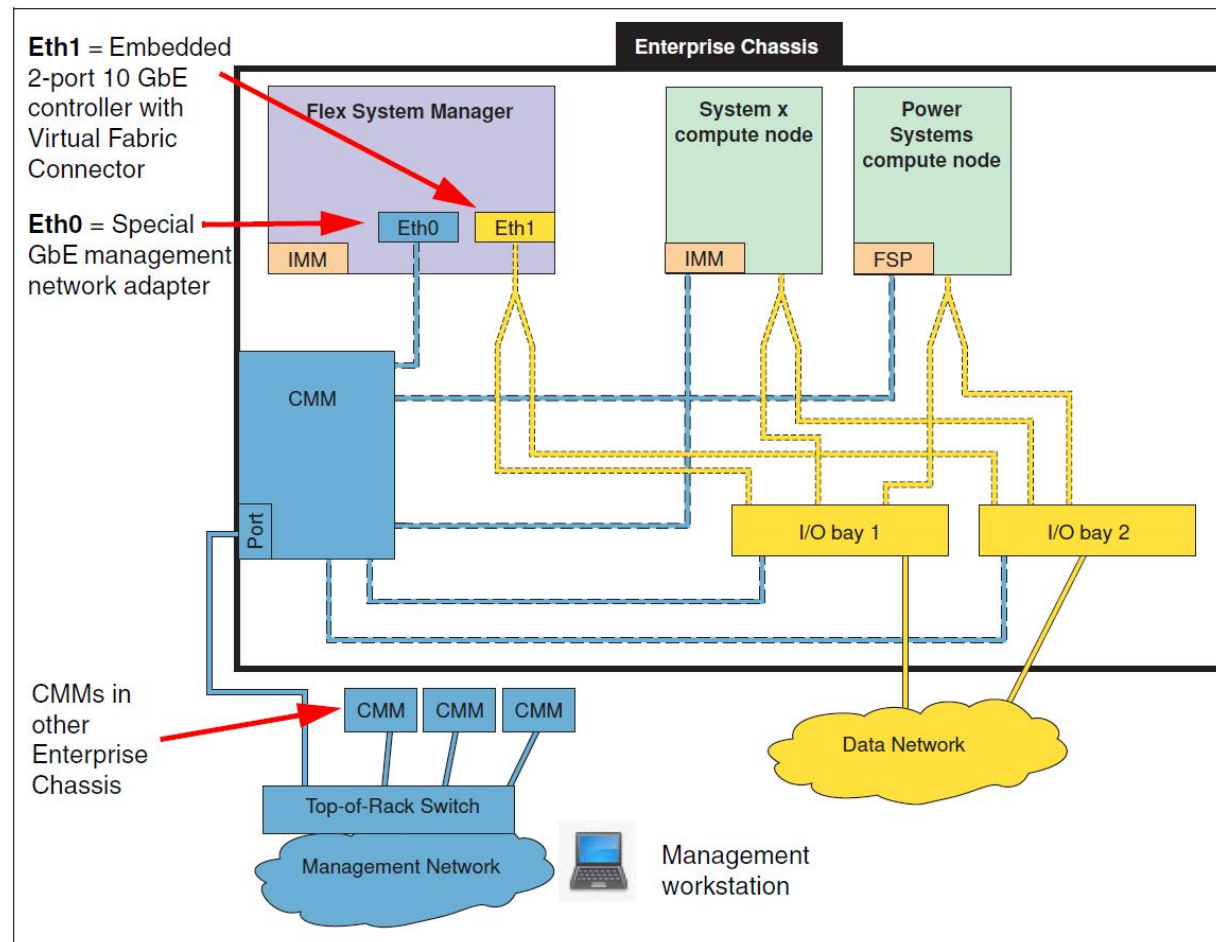 Eth1 = Embedded
2-port 10 GbE
controller with
Virtual Fabric
Connector
Eth0 = Special
GbE management
network adapter
Enterprise Chassis
Flex System Manager
Eth0
Eth1
IMM
System x
compute node
IMM
Power
Systems
compute node
FSP
CMM
Port
I/O bay 1
I/O bay 2
CMMs in
other
Enterprise
Chassis
CMM
CMM
CMM
Top-of-Rack Switch
Management Network
Management
workstation
Data Network